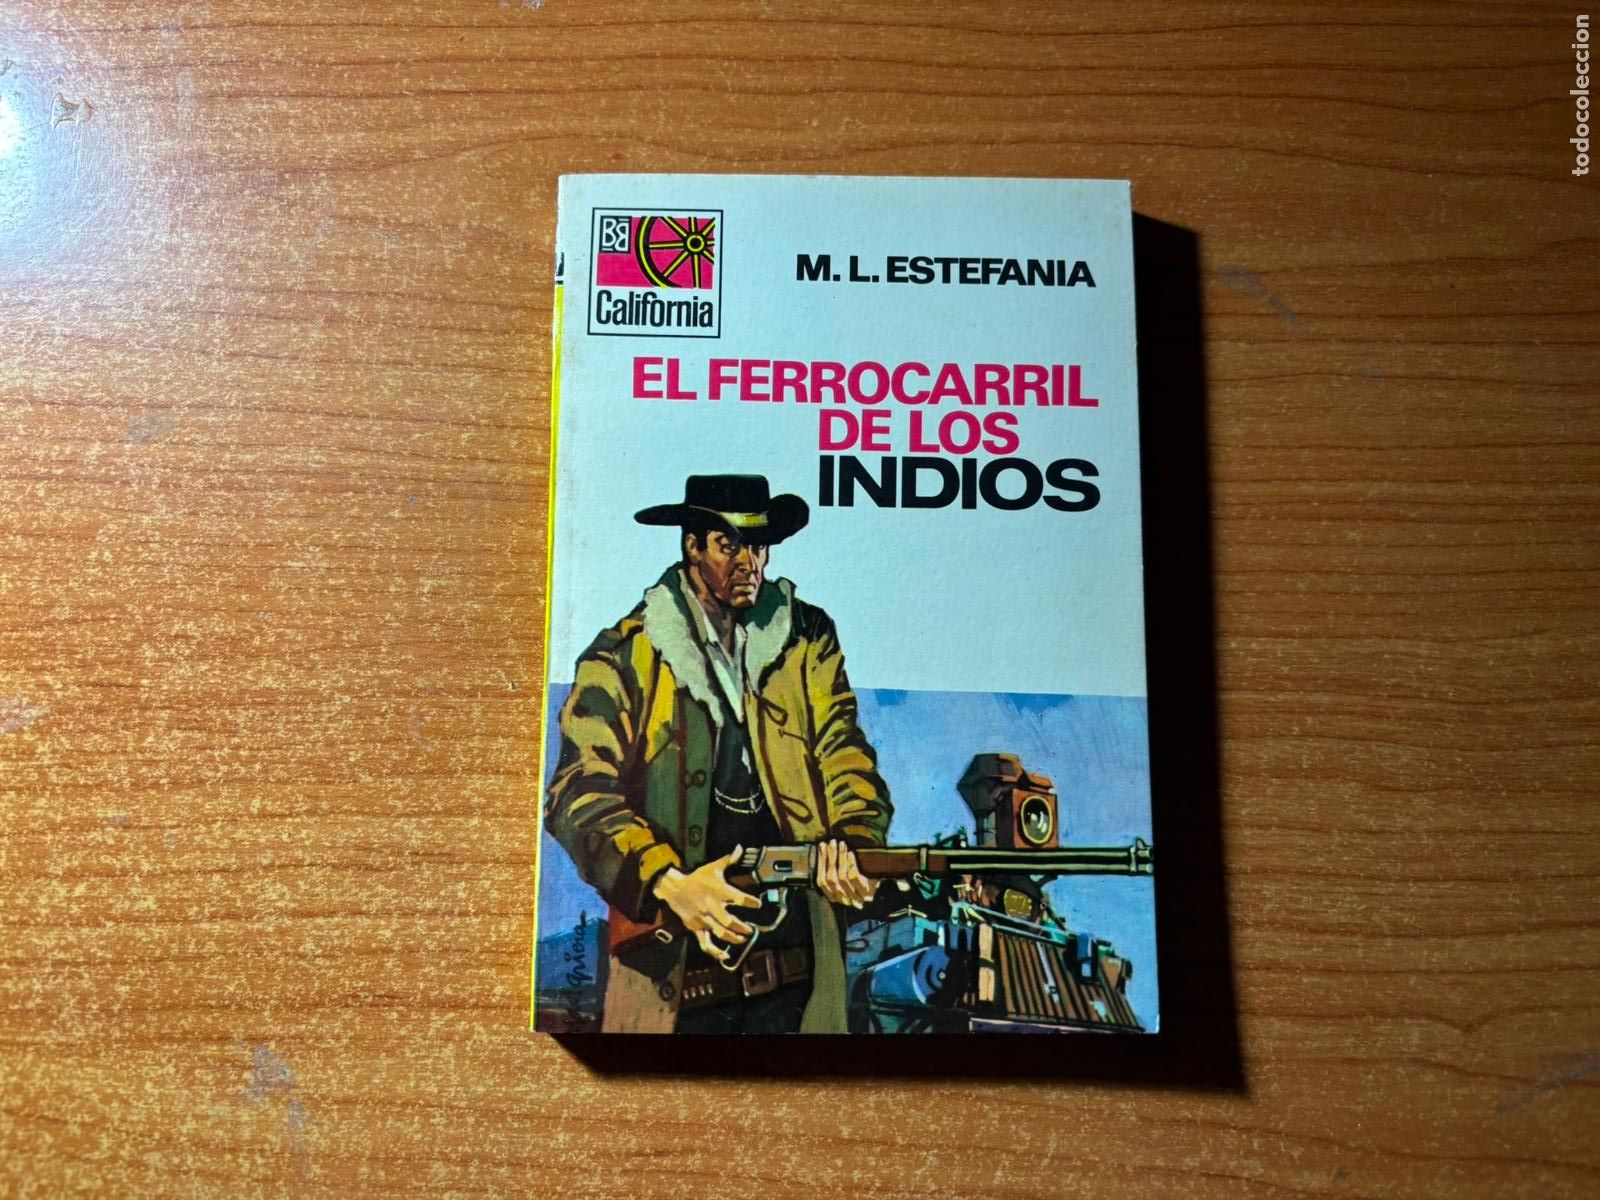 BB
California
M. L. ESTEFANIA
EL FERROCARRIL
DE LOS
INDIOS
todocoleccion